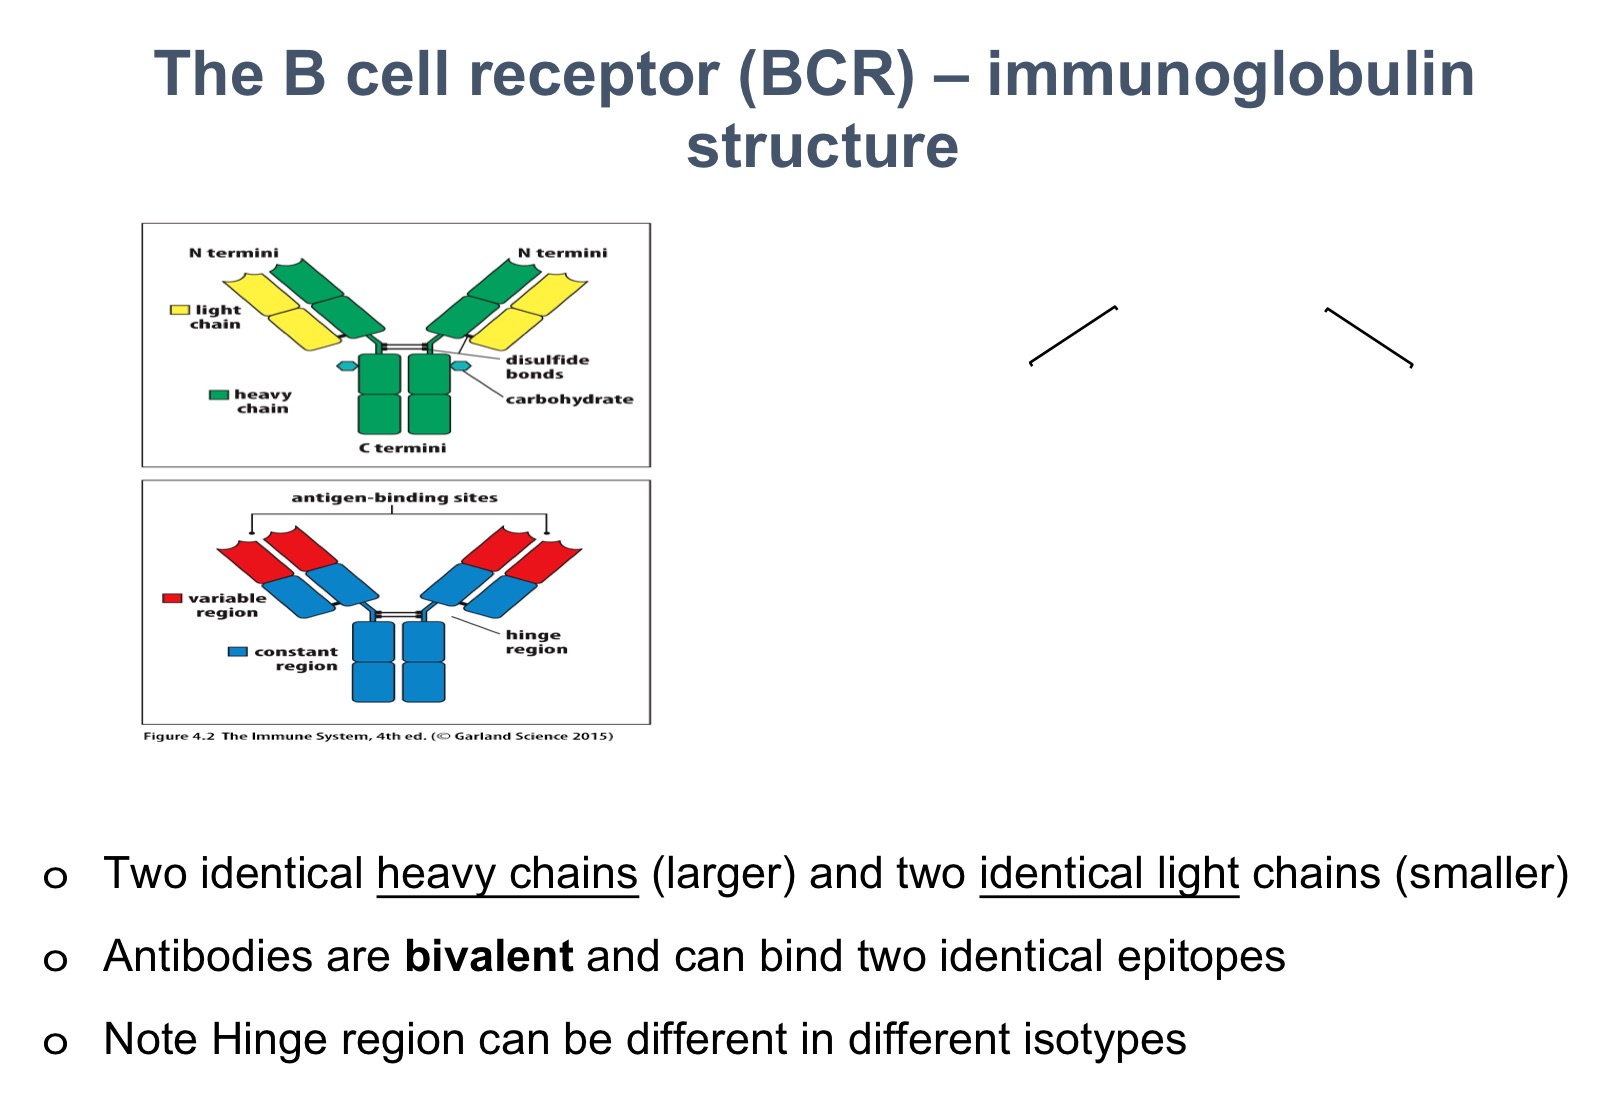 The B cell receptor (BCR) – immunoglobulin
structure
N termini
N termini
light
chain
disulfide
bonds
heavy
chain
carbohydrate
C termini
antigen-binding sites
variable
region
hinge
region
constant
region
Figure 4.2 The Immune System, 4th ed. (© Garland Science 2015)
o Two identical heavy chains (larger) and two identical light chains (smaller)
o Antibodies are bivalent and can bind two identical epitopes
o Note Hinge region can be different in different isotypes